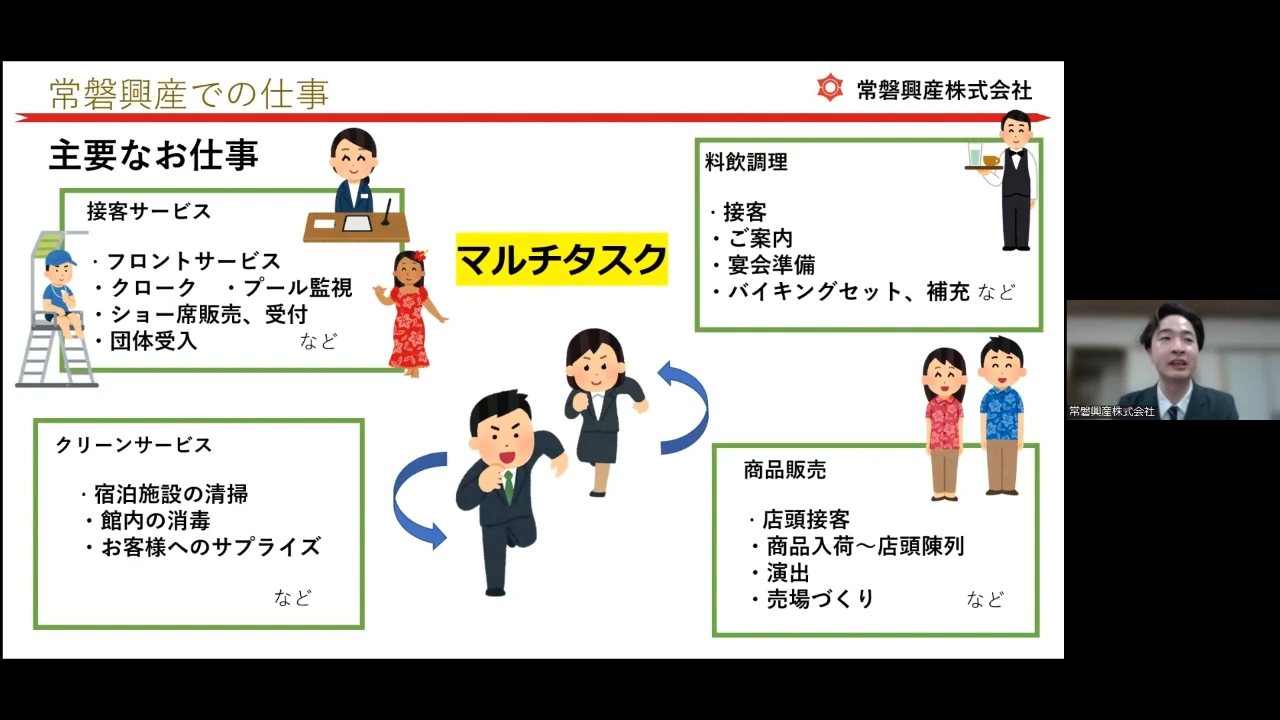 常磐興産での仕事
常磐興産株式会社
主要なお仕事
接客サービス
・フロントサービス
・クローク ・プール監視
・ショー席販売、受付
・団体受入 など
マルチタスク
料飲調理
・接客
・ご案内
・宴会準備
・バイキングセット、補充 など
クリーンサービス
・宿泊施設の清掃
・館内の消毒
・お客様へのサプライズ
など
商品販売
・店頭接客
・商品入荷～店頭陳列
・演出
・売場づくり など
常磐興産株式会社